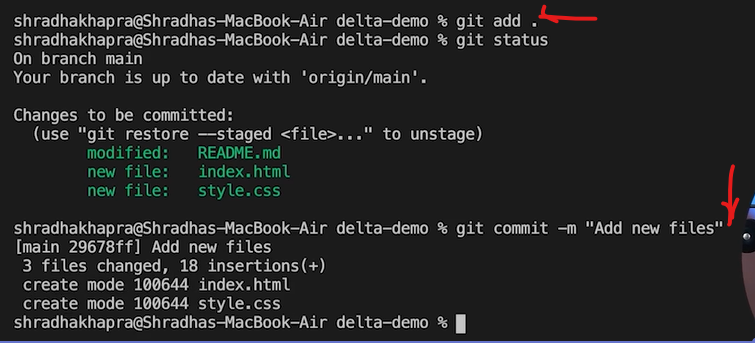 shradhakhapra@Shradhas-MacBook-Air delta-demo % git add .
shradhakhapra@Shradhas-MacBook-Air delta-demo % git status
On branch main
Your branch is up to date with 'origin/main'.
Changes to be committed:
(use "git restore --staged <file>..." to unstage)
modified: README.md
new file: index.html
new file: style.css
shradhakhapra@Shradhas-MacBook-Air delta-demo % git commit -m "Add new files"
[main 29678ff] Add new files
3 files changed, 18 insertions(+)
create mode 100644 index.html
create mode 100644 style.css
shradhakhapra@Shradhas-MacBook-Air delta-demo %